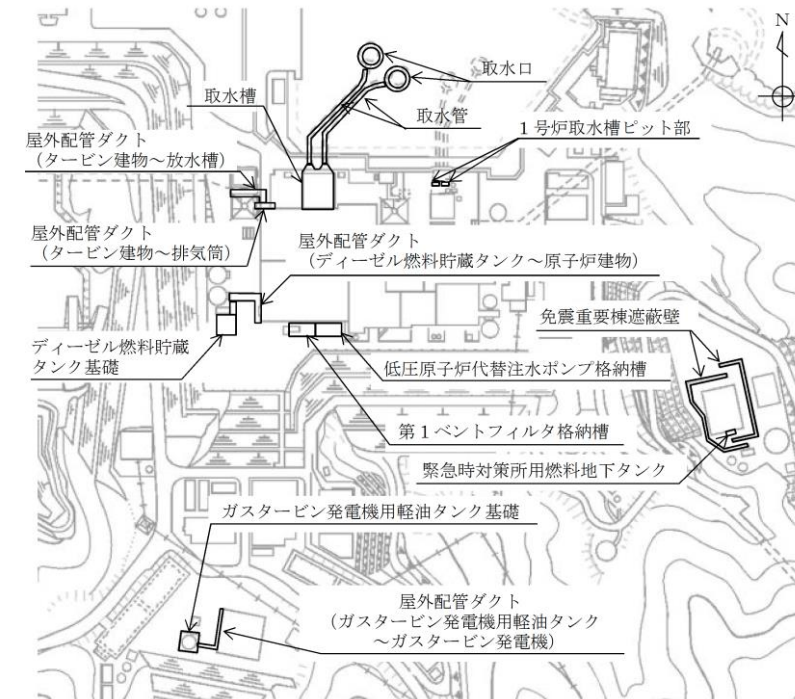 N
取水口
取水槽
取水管
1号炉取水槽ピット部
屋外配管ダクト
（タービン建物～放水槽）
屋外配管ダクト
（タービン建物～排気筒）
屋外配管ダクト
（ディーゼル燃料貯蔵タンク～原子炉建物）
免震重要棟遮蔽壁
ディーゼル燃料貯蔵
タンク基礎
低圧原子炉代替注水ポンプ格納槽
第1ベントフィルタ格納槽
緊急時対策所用燃料地下タンク
ガスタービン発電機用軽油タンク基礎
屋外配管ダクト
（ガスタービン発電機用軽油タンク
～ガスタービン発電機）